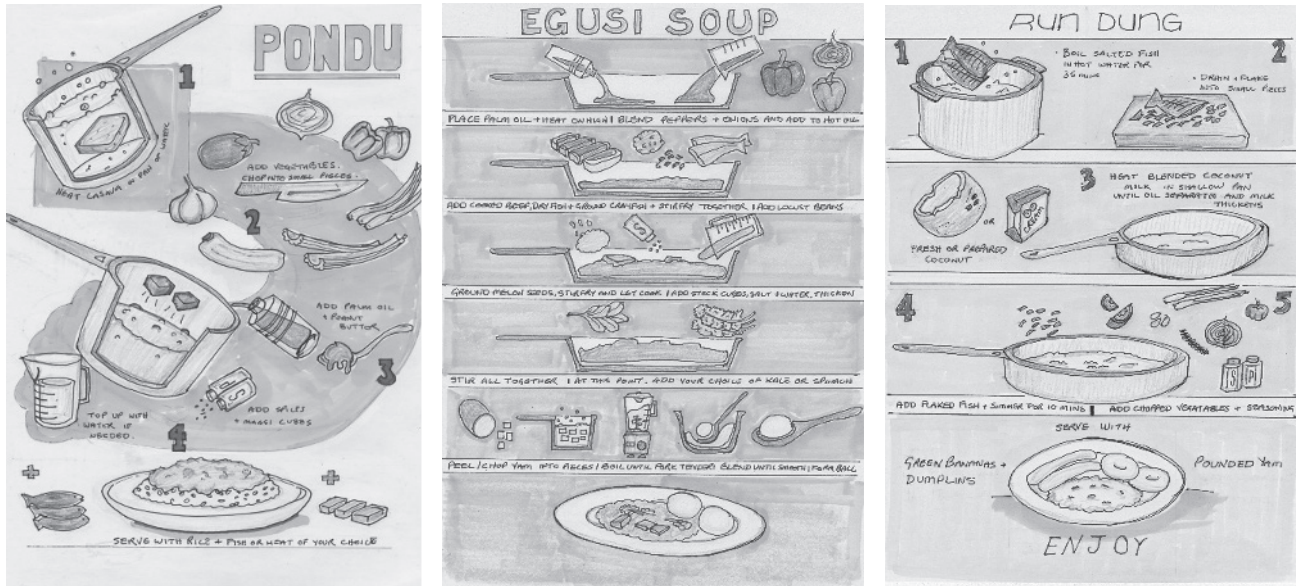 PONDU
1
HEAT CASAVA IN PAN OF WATER
ADD VEGETABLES.
CHOP INTO SMALL PIECES.
2
ADD PALM OIL
+ PEANUT
BUTTER
3
ADD SPICES
+ MAGGI CUBES
TOP UP WITH
WATER IF
NEEDED.
4
+ +
SERVE WITH RICE + FISH OR MEAT OF YOUR CHOICE
EGUSI SOUP
PLACE PALM OIL + HEAT ONION | BLEND PEPPERS + ONIONS AND ADD TO HOT OIL
ADD COOKED BEEF, DRY FISH + GROUND CRAYFISH + STIRFRY TOGETHER | ADD LOCUST BEANS
S
GROUND MELON SEEDS, STIRFRY AND LET COOK | ADD STOCK CUBES, SALT + WATER, THICKEN
STIR ALL TOGETHER | AT THIS POINT. ADD YOUR CHOICE OF KALE OR SPINACH
PEEL/CHOP YAM INTO PIECES | BOIL UNTIL FORK TENDER BLEND UNTIL SMOOTH, FORM BALL
RUN DUNG
1
• BOIL SALTED FISH
IN HOT WATER FOR
35 MINS
2
• DRAIN + FLAKE
INTO SMALL PIECES
3
HEAT BLENDED COCONUT
MILK IN SHALLOW PAN
UNTIL OIL SEPARATES AND MILK
THICKENS
OR
CREAM
FRESH OR PREPARED
COCONUT
4
5
S P
ADD FLAKED FISH + SIMMER FOR 10 MINS | ADD CHOPPED VEGATABLES + SEASONING
SERVE WITH
GREEN BANANAS +
DUMPLINS
POUNDED YAM
ENJOY